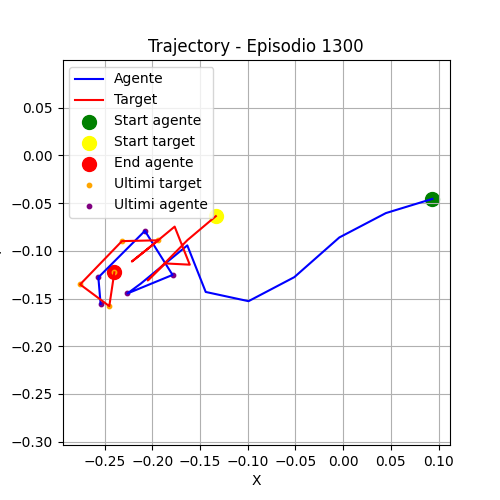 Trajectory - Episodio 1300
Agente
Target
Start agente
Start target
End agente
Ultimi target
Ultimi agente
0.05
0.00
−0.05
−0.10
−0.15
−0.20
−0.25
−0.30
−0.25 −0.20 −0.15 −0.10 −0.05 0.00 0.05 0.10
X